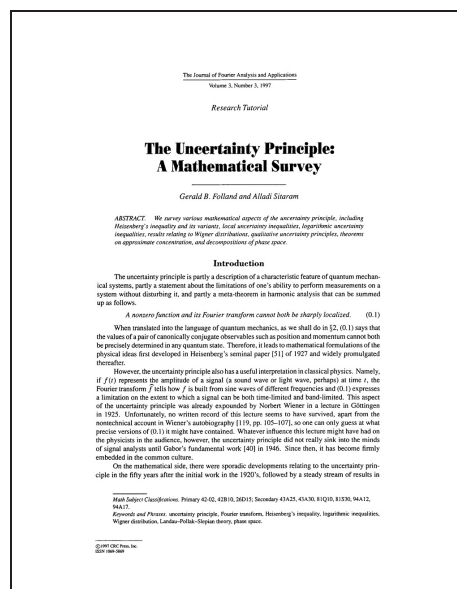 The Journal of Fourier Analysis and Applications
Volume 3, Number 3, 1997
Research Tutorial
The Uncertainty Principle:
A Mathematical Survey
Gerald B. Folland and Alladi Sitaram
ABSTRACT. We survey various mathematical aspects of the uncertainty principle, including
Heisenberg's inequality and its variants, local uncertainty inequalities, logarithmic uncertainty
inequalities, results relating to Wigner distributions, qualitative uncertainty principles, theorems
on approximate concentration, and decompositions of phase space.
Introduction
The uncertainty principle is partly a description of a characteristic feature of quantum mechan-
ical systems, partly a statement about the limitations of one's ability to perform measurements on a
system without disturbing it, and partly a meta-theorem in harmonic analysis that can be summed
up as follows.
A nonzero function and its Fourier transform cannot both be sharply localized. (0.1)
When translated into the language of quantum mechanics, as we shall do in §2, (0.1) says that
the values of a pair of canonically conjugate observables such as position and momentum cannot both
be precisely determined in any quantum state. Therefore, it leads to mathematical formulations of the
physical ideas first developed in Heisenberg's seminal paper [51] of 1927 and widely promulgated
thereafter.
However, the uncertainty principle also has a useful interpretation in classical physics. Namely,
if f(t) represents the amplitude of a signal (a sound wave or light wave, perhaps) at time t, the
Fourier transform f̂ tells how f is built from sine waves of different frequencies and (0.1) expresses
a limitation on the extent to which a signal can be both time-limited and band-limited. This aspect
of the uncertainty principle was already expounded by Norbert Wiener in a lecture in Göttingen
in 1925. Unfortunately, no written record of this lecture seems to have survived, apart from the
nontechnical account in Wiener's autobiography [119, pp. 105–107], so one can only guess at what
precise versions of (0.1) it might have contained. Whatever influence this lecture might have had on
the physicists in the audience, however, the uncertainty principle did not really sink into the minds
of signal analysts until Gabor's fundamental work [40] in 1946. Since then, it has become firmly
embedded in the common culture.
On the mathematical side, there were sporadic developments relating to the uncertainty prin-
ciple in the fifty years after the initial work in the 1920's, followed by a steady stream of results in
Math Subject Classifications. Primary 42-02, 42B10, 26D15; Secondary 43A25, 43A30, 81Q10, 81S30, 94A12,
94A17.
Keywords and Phrases. uncertainty principle, Fourier transform, Heisenberg's inequality, logarithmic inequalities,
Wigner distribution, Landau–Pollak–Slepian theory, phase space.
©1997 CRC Press, Inc.
ISSN 1069-5869